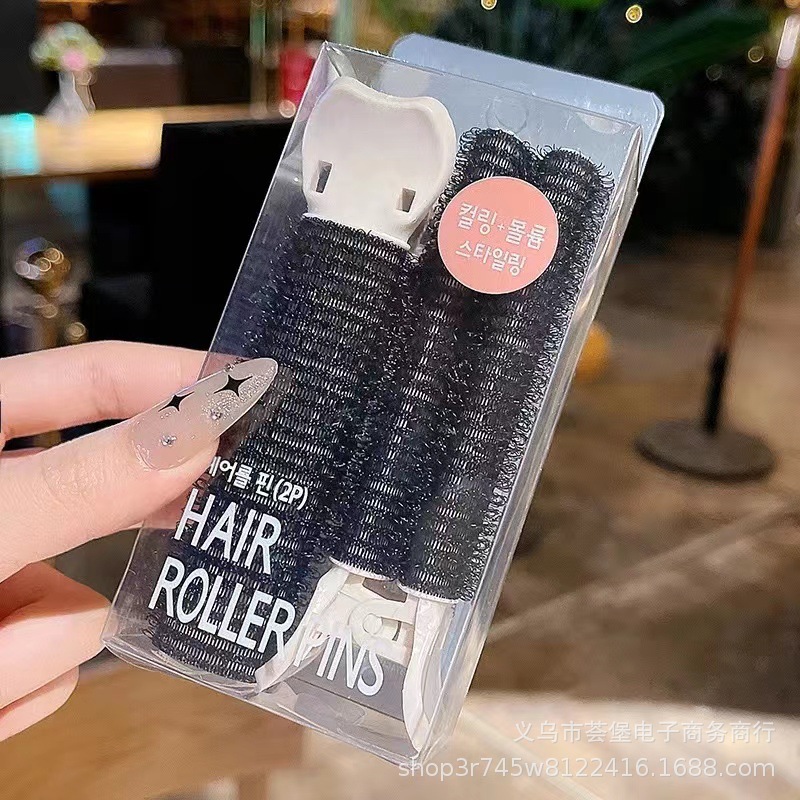 컬링+볼륨
스타일링
헤어롤 핀(2P)
HAIR
ROLLER PINS
义乌市荟堡电子商务商行
shop3r745w8122416.1688.com